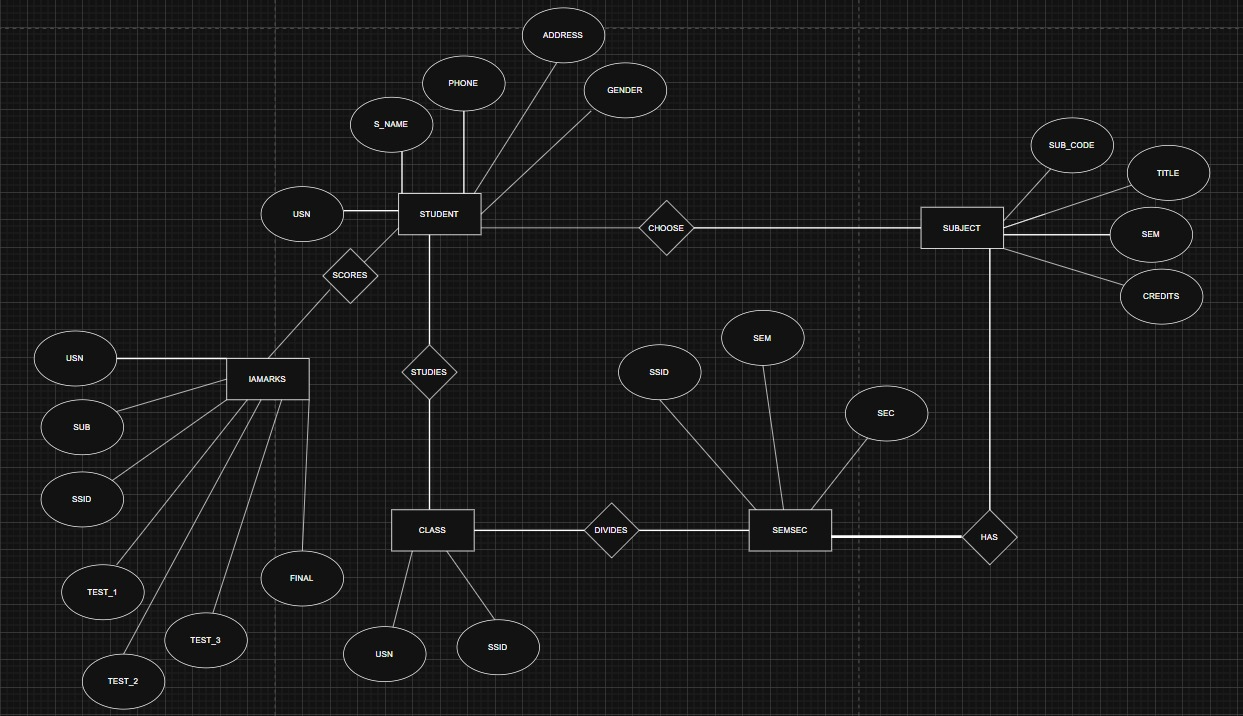 ADDRESS
PHONE
GENDER
S_NAME
SUB_CODE
TITLE
USN
STUDENT
CHOOSE
SUBJECT
SEM
SCORES
CREDITS
SEM
USN
IAMARKS
STUDIES
SSID
SEC
SUB
SSID
CLASS
DIVIDES
SEMSEC
HAS
FINAL
TEST_1
TEST_3
USN
SSID
TEST_2